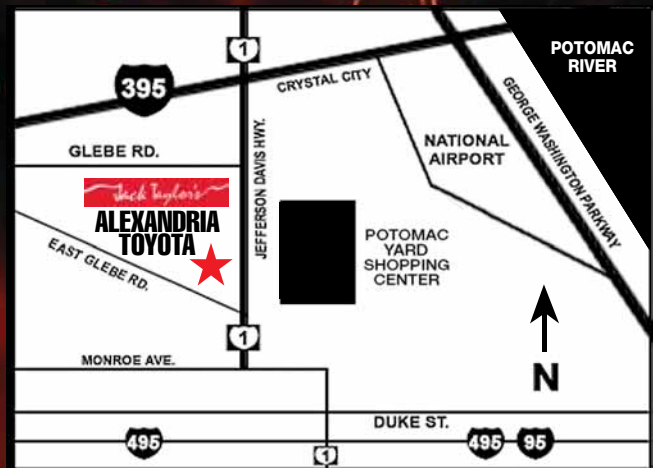 1
POTOMAC
RIVER
395
CRYSTAL CITY
GLEBE RD.
NATIONAL
AIRPORT
GEORGE WASHINGTON PARKWAY
JEFFERSON DAVIS HWY.
Jack Taylor's
ALEXANDRIA
TOYOTA
EAST GLEBE RD.
POTOMAC
YARD
SHOPPING
CENTER
1
MONROE AVE.
N
DUKE ST.
495
1
495
95